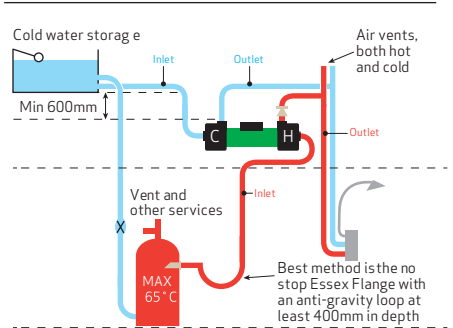 Cold water storag e
Air vents,
both hot
and cold
Inlet
Outlet
Min 600mm
C
H
Outlet
Vent and
other services
Inlet
MAX
65°C
Best method is the no
stop Essex Flange with
an anti-gravity loop at
least 400mm in depth